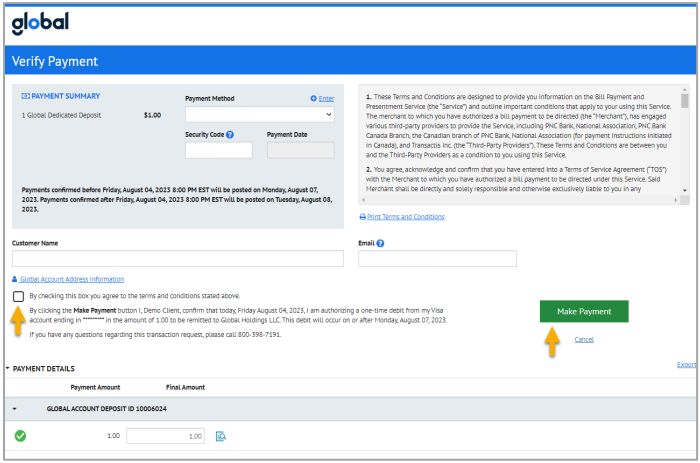 global
Verify Payment
PAYMENT SUMMARY
1 Global Dedicated Deposit $1.00
Payment Method Enter
Security Code ? Payment Date
Payments confirmed before Friday, August 04, 2023 8:00 PM EST will be posted on Monday, August 07,
2023. Payments confirmed after Friday, August 04, 2023 8:00 PM EST will be posted on Tuesday, August 08,
2023.
1. These Terms and Conditions are designed to provide you information on the Bill Payment and
Presentment Service (the "Service") and outline important conditions that apply to your using this Service.
The merchant to which you have authorized a bill payment to be directed (the "Merchant"), has engaged
various third-party providers to provide the Service, including PNC Bank, National Association, PNC Bank
Canada Branch, the Canadian branch of PNC Bank, National Association (for payment instructions initiated
in Canada), and Transactis Inc. (the "Third-Party Providers"). These Terms and Conditions are between you
and the Third-Party Providers as a condition to you using this Service.
2. You agree, acknowledge and confirm that you have entered into a Terms of Service Agreement ("TOS")
with the Merchant to which you have authorized a bill payment to be directed under this Service. Said
Merchant shall be directly and solely responsible and otherwise exclusively liable to you in any
Print Terms and Conditions
Customer Name
Email ?
Global Account Address Information
By checking this box you agree to the terms and conditions stated above.
By clicking the Make Payment button I, Demo Client, confirm that today, Friday August 04, 2023, I am authorizing a one-time debit from my Visa
account ending in ********* in the amount of 1.00 to be remitted to Global Holdings LLC. This debit will occur on or after Monday, August 07, 2023.
If you have any questions regarding this transaction request, please call 800-398-7191.
Make Payment
Cancel
Export
PAYMENT DETAILS
Payment Amount Final Amount
GLOBAL ACCOUNT DEPOSIT ID 10006024
1.00 1.00